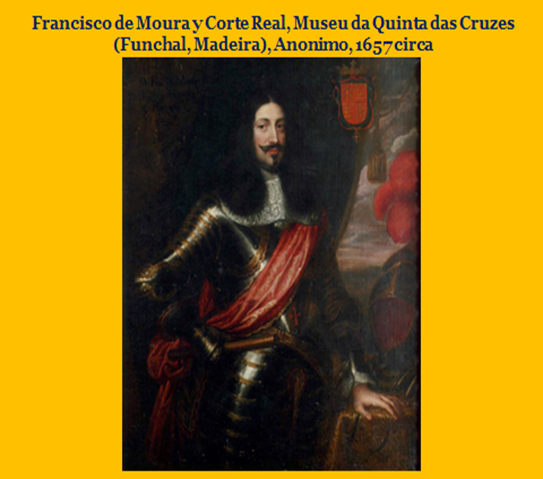 Francisco de Moura y Corte Real, Museu da Quinta das Cruzes
(Funchal, Madeira), Anonimo, 1657 circa